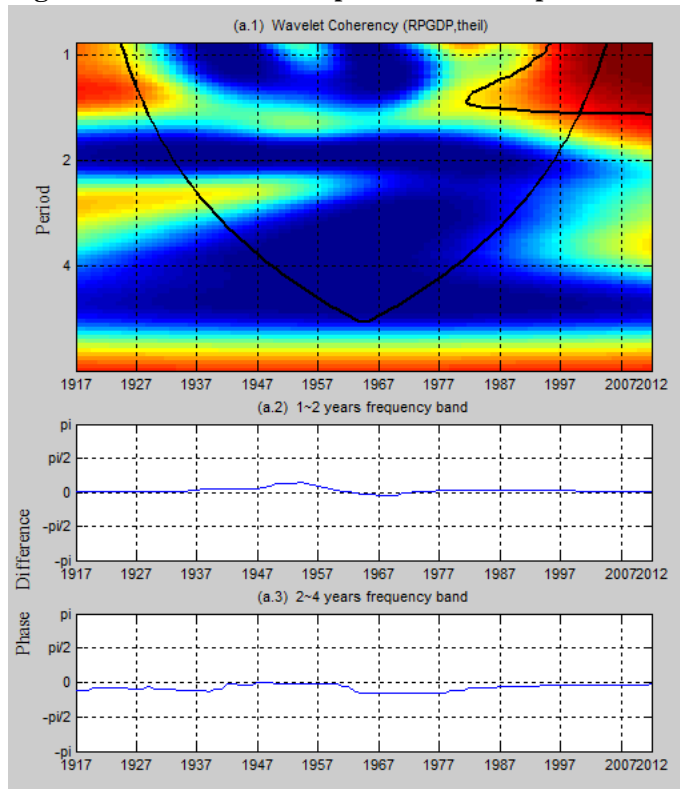 (a.1) Wavelet Coherency (RPGDP,theil)
1
2
4
Period
1917 1927 1937 1947 1957 1967 1977 1987 1997 20072012
(a.2) 1~2 years frequency band
pi
pi/2
0
-pi/2
-pi
1917 1927 1937 1947 1957 1967 1977 1987 1997 20072012
(a.3) 2~4 years frequency band
pi
pi/2
0
-pi/2
-pi
1917 1927 1937 1947 1957 1967 1977 1987 1997 20072012
Phase Difference